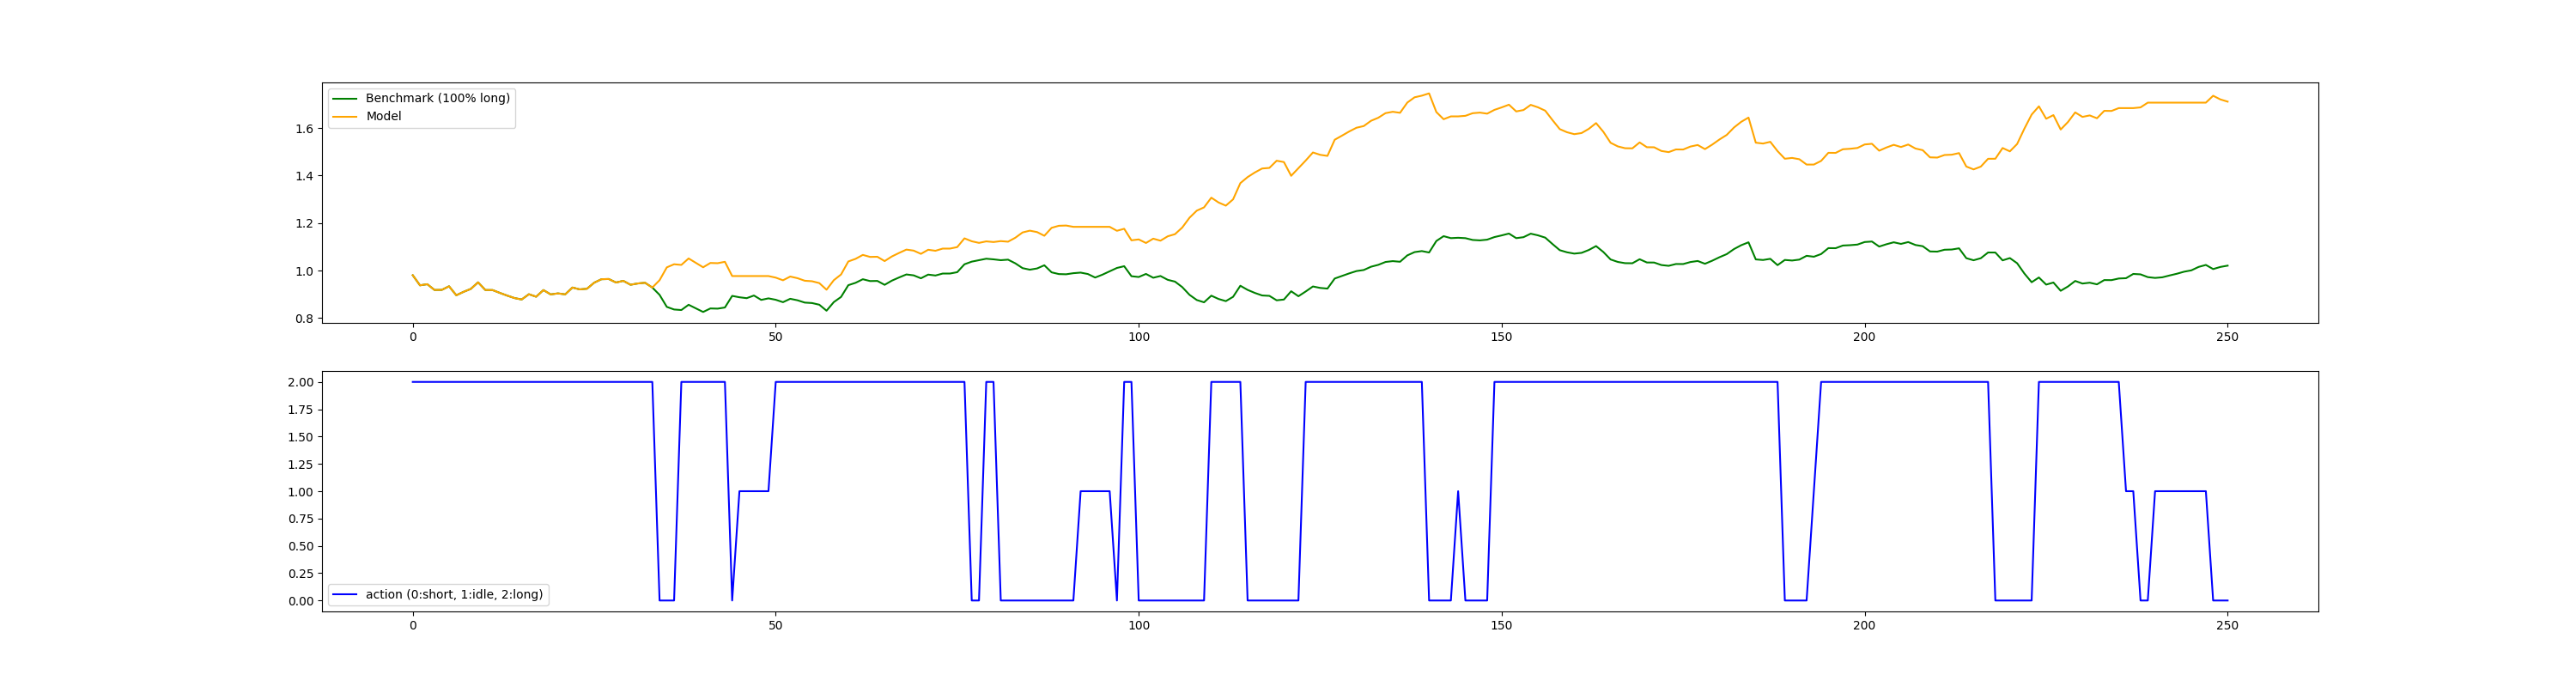 Benchmark (100% long)
Model
1.6
1.4
1.2
1.0
0.8
0 50 100 150 200 250
2.00
1.75
1.50
1.25
1.00
0.75
0.50
0.25
0.00
action (0:short, 1:idle, 2:long)
0 50 100 150 200 250